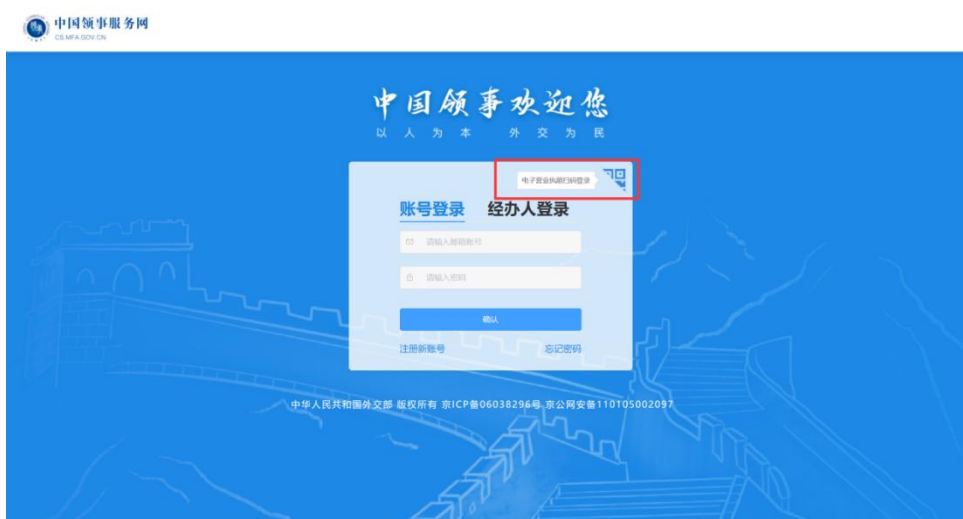 中国领事服务网
CS.MFA.GOV.CN
中国领事欢迎您
以人为本 外交为民
电子营业执照扫码登录
账号登录 经办人登录
请输入邮箱账号
请输入密码
确认
注册新账号 忘记密码
中华人民共和国外交部 版权所有 京ICP备06038296号 京公网安备110105002097